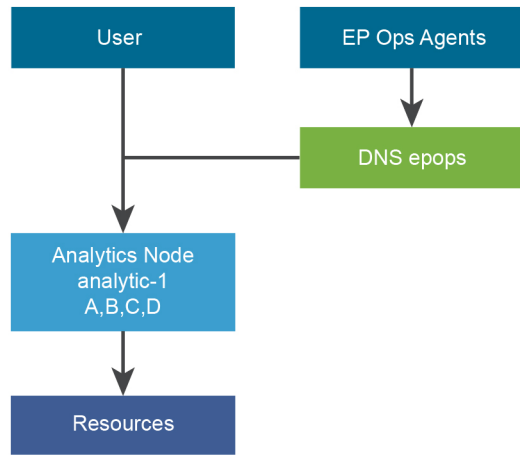 User
EP Ops Agents
DNS epops
Analytics Node
analytic-1
A,B,C,D
Resources